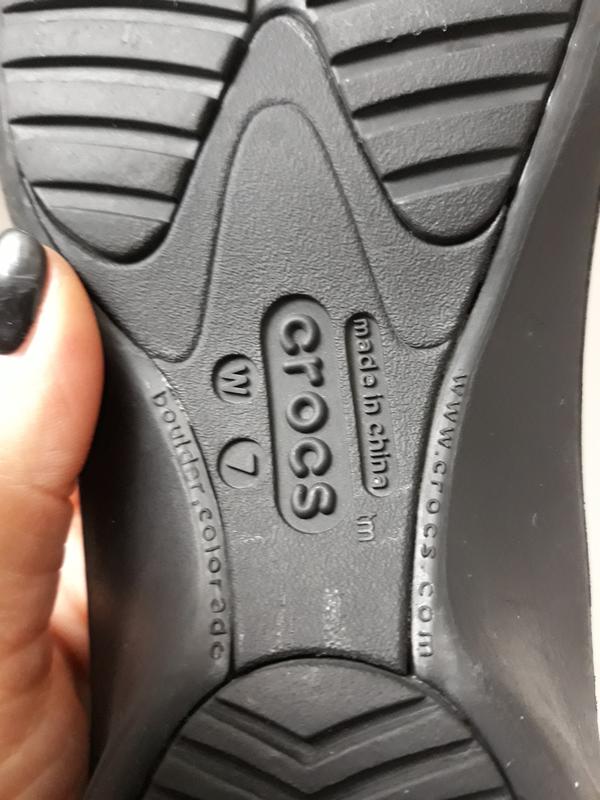 www.crocs.com
made in china
m
crocs
W 7
boulder, colorado